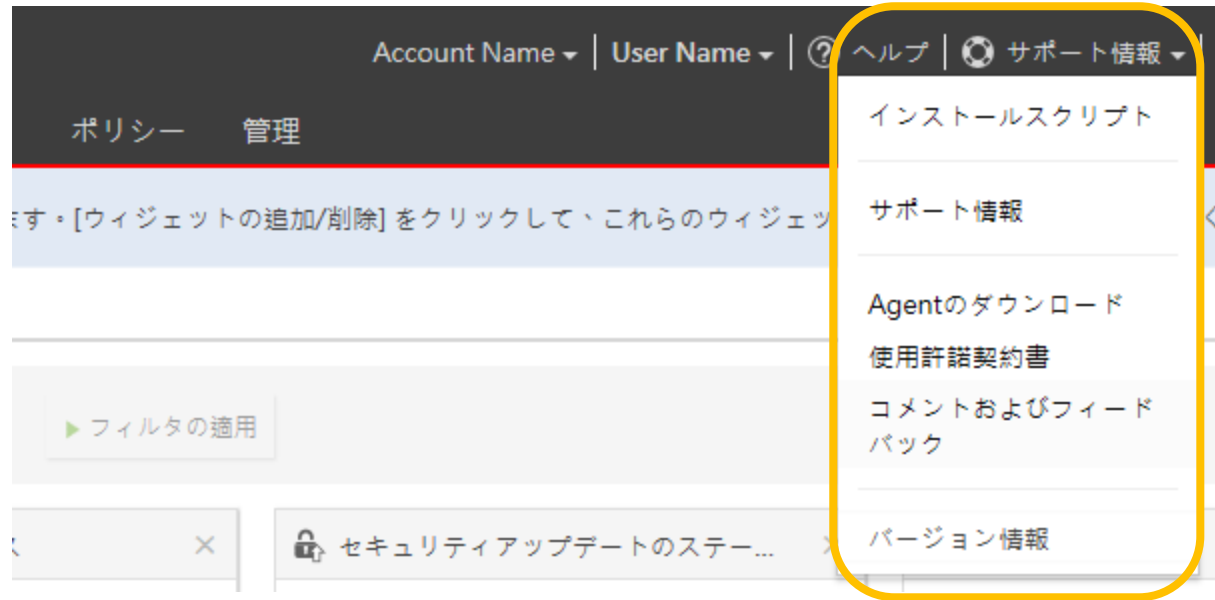 Account Name User Name ヘルプ サポート情報
ポリシー 管理
インストールスクリプト
ます。[ウィジェットの追加/削除] をクリックして、これらのウィジェッ
サポート情報
Agentのダウンロード
使用許諾契約書
コメントおよびフィード
バック
フィルタの適用
セキュリティアップデートのステー...
バージョン情報